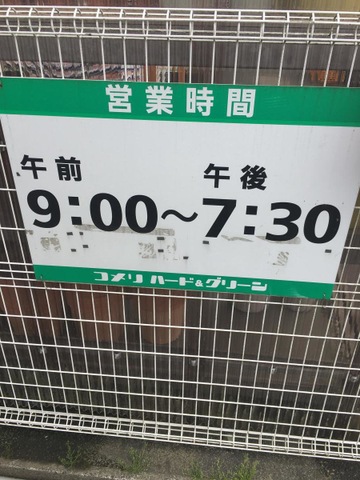 営業時間
午前 午後
9:00〜7:30
コメリ ハード&グリーン